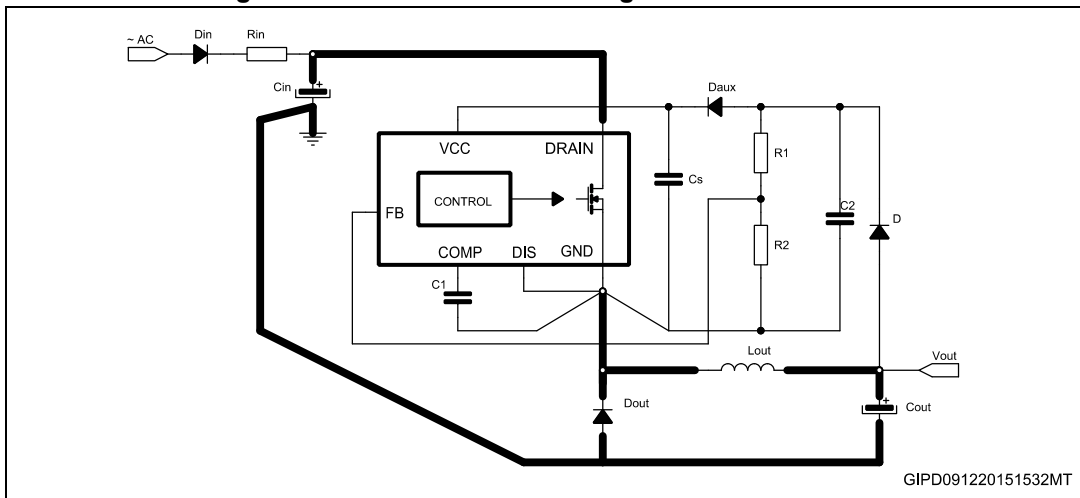 ~ AC
Din
Rin
Cin
+
Daux
VCC
DRAIN
R1
Cs
CONTROL
FB
C2
D
R2
COMP
DIS
GND
C1
Lout
Vout
Dout
+
Cout
GIPD091220151532MT